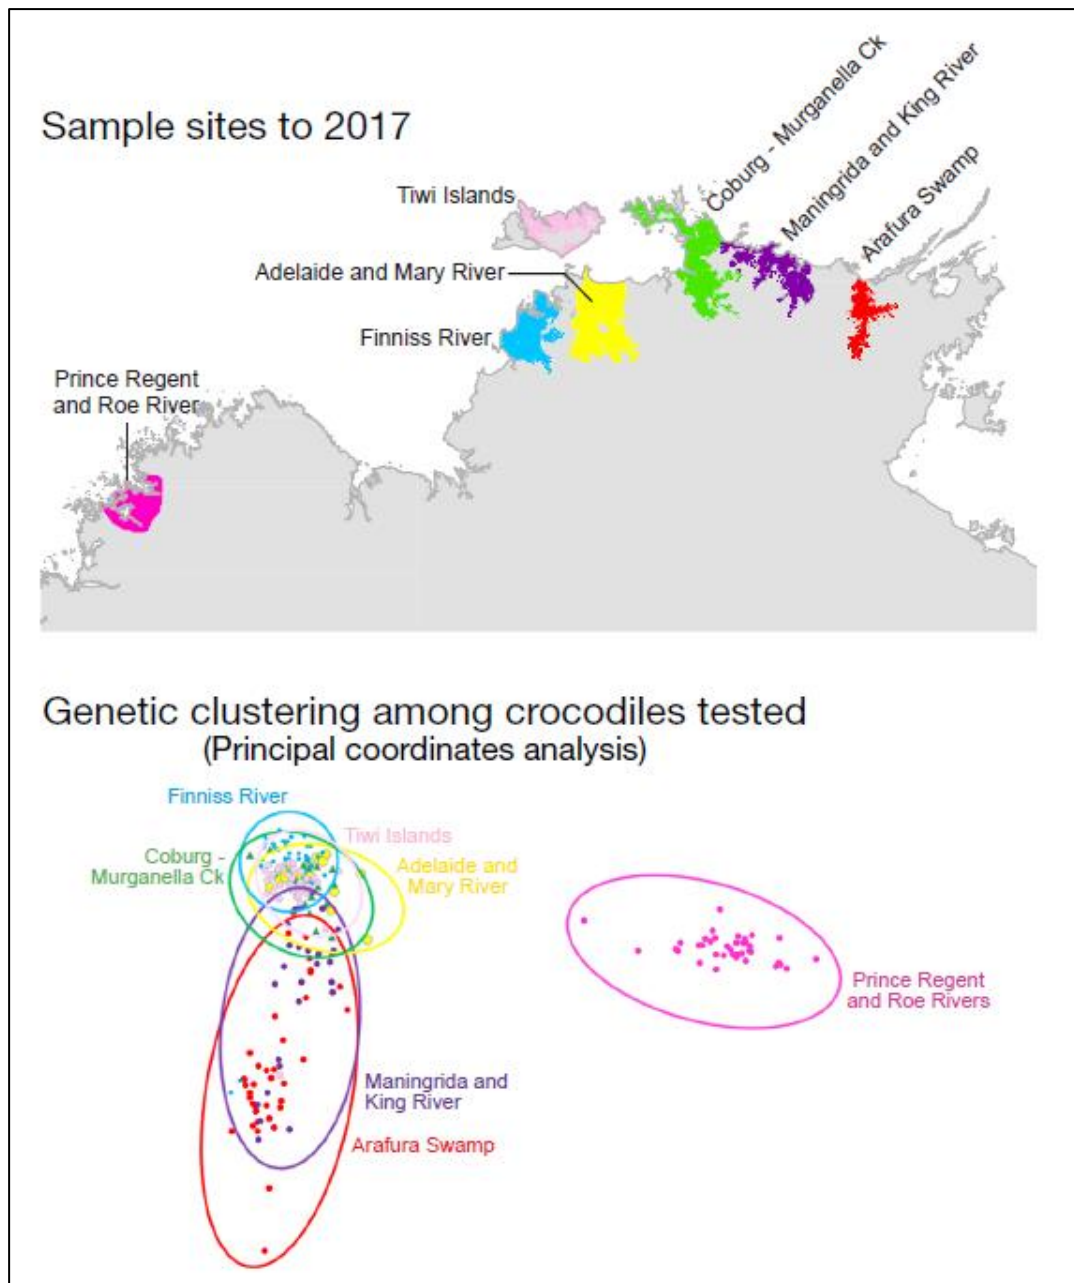 Sample sites to 2017
Coburg - Murganella Ck
Maningrida and King River
Arafura Swamp
Tiwi Islands
Adelaide and Mary River
Finniss River
Prince Regent
and Roe River
Genetic clustering among crocodiles tested
(Principal coordinates analysis)
Finniss River
Tiwi Islands
Coburg -
Murganella Ck
Adelaide and
Mary River
Prince Regent
and Roe Rivers
Maningrida and
King River
Arafura Swamp